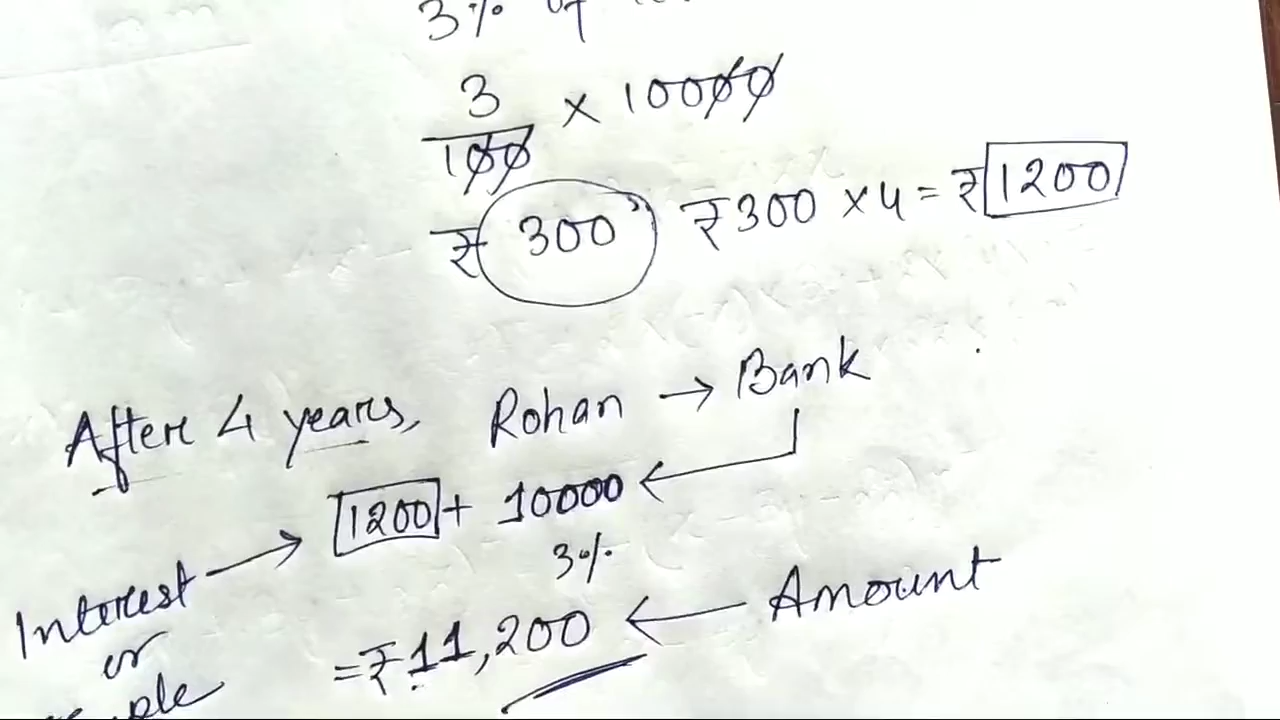 3% of
3/100 × 10000
₹ 300 ₹300 × 4 = ₹ 1200
After 4 years, Rohan → Bank
Interest → 1200 + 10000 ←
3%
or = ₹11,200 ← Amount